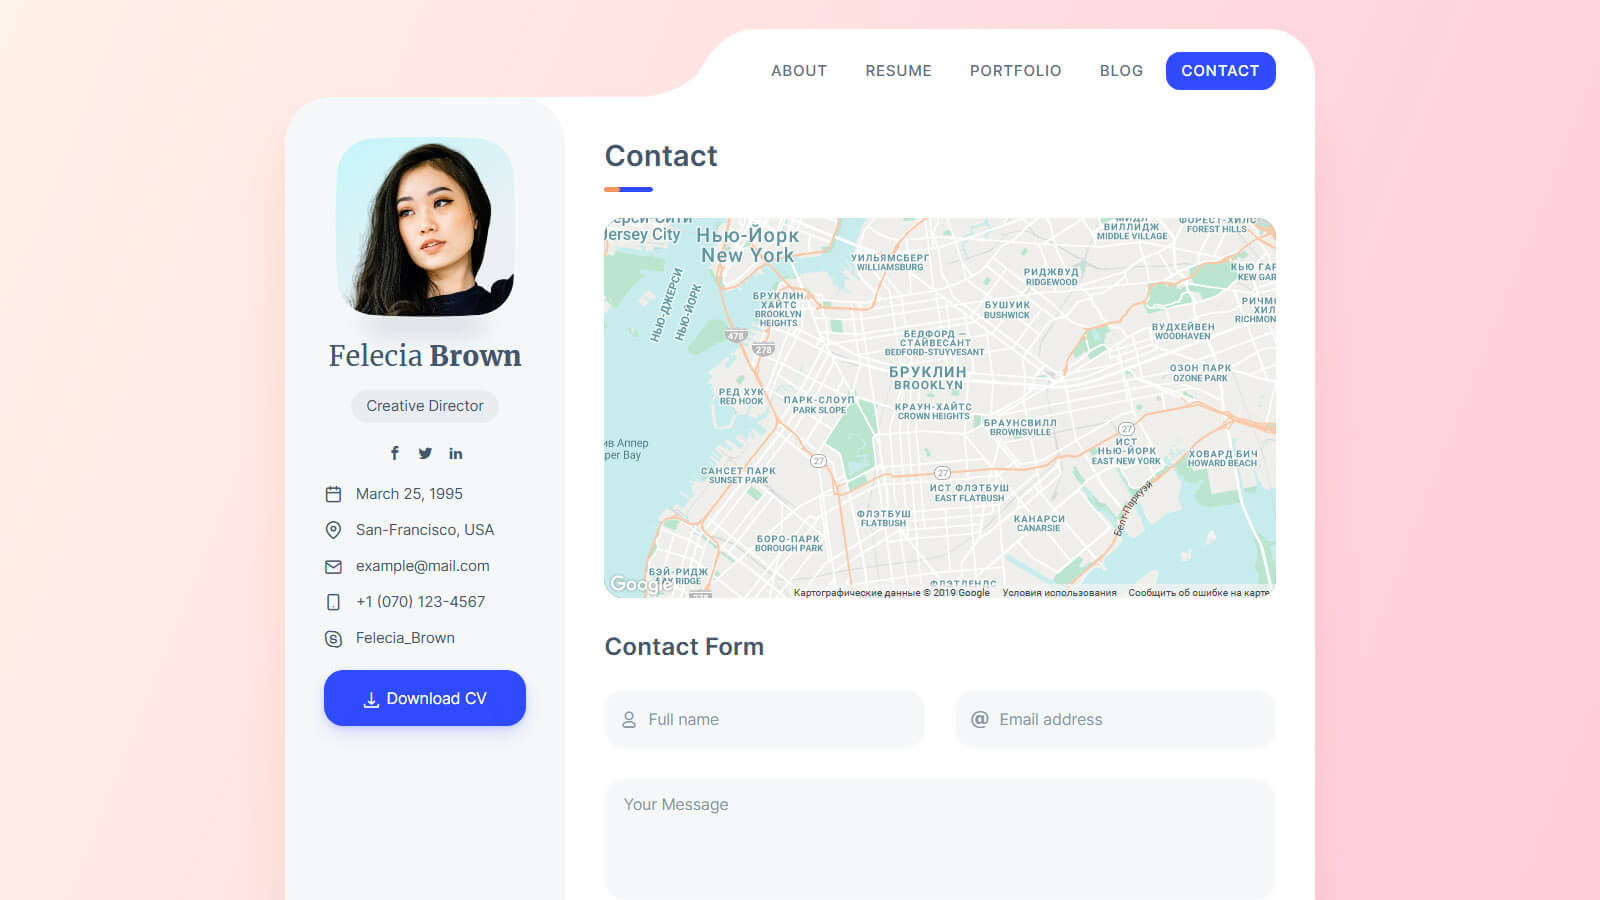 ABOUT
RESUME
PORTFOLIO
BLOG
CONTACT
Felecia Brown
Creative Director
March 25, 1995
San-Francisco, USA
example@mail.com
+1 (070) 123-4567
Felecia_Brown
Download CV
Contact
Jersey City
Нью-Йорк
New York
НЬЮ-ДЖЕРСИ
НЬЮ-ЙОРК
УИЛЬЯМСБЕРГ
WILLIAMSBURG
МИДЛ
ВИЛЛИДЖ
MIDDLE VILLAGE
ФОРЕСТ-ХИЛС
FOREST HILLS
РИДЖВУД
RIDGEWOOD
КЬЮ ГАР
KEW GAR
РИЧМО
ХИЛ
RICHMON
БРУКЛИН
ХАЙТС
BROOKLYN
HEIGHTS
БУШУИК
BUSHWICK
ВУДХЕЙВЕН
WOODHAVEN
478
278
БЕДФОРД —
СТАЙВЕСАНТ
BEDFORD-STUYVESANT
БРУКЛИН
BROOKLYN
ОЗОН ПАРК
OZONE PARK
РЕД ХУК
RED HOOK
ПАРК-СЛОУП
PARK SLOPE
КРАУН-ХАЙТС
CROWN HEIGHTS
БРАУНСВИЛЛ
BROWNSVILLE
27
ИСТ
НЬЮ-ЙОРК
EAST NEW YORK
ХОВАРД БИЧ
HOWARD BEACH
ив Аппер
per Bay
27
САНСЕТ ПАРК
SUNSET PARK
27
ИСТ ФЛЭТБУШ
EAST FLATBUSH
Белт-Паркуэй
ФЛЭТБУШ
FLATBUSH
КАНАРСИ
CANARSIE
БОРО-ПАРК
BOROUGH PARK
БЭЙ-РИДЖ
BAY RIDGE
ФЛЭТЛЕНДС
278
Google
Картографические данные © 2019 Google
Условия использования
Сообщить об ошибке на карте
Contact Form
Full name
Email address
Your Message